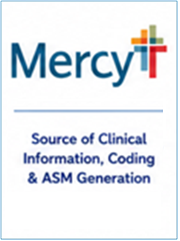 Mercy
Source of Clinical
Information, Coding
& ASM Generation